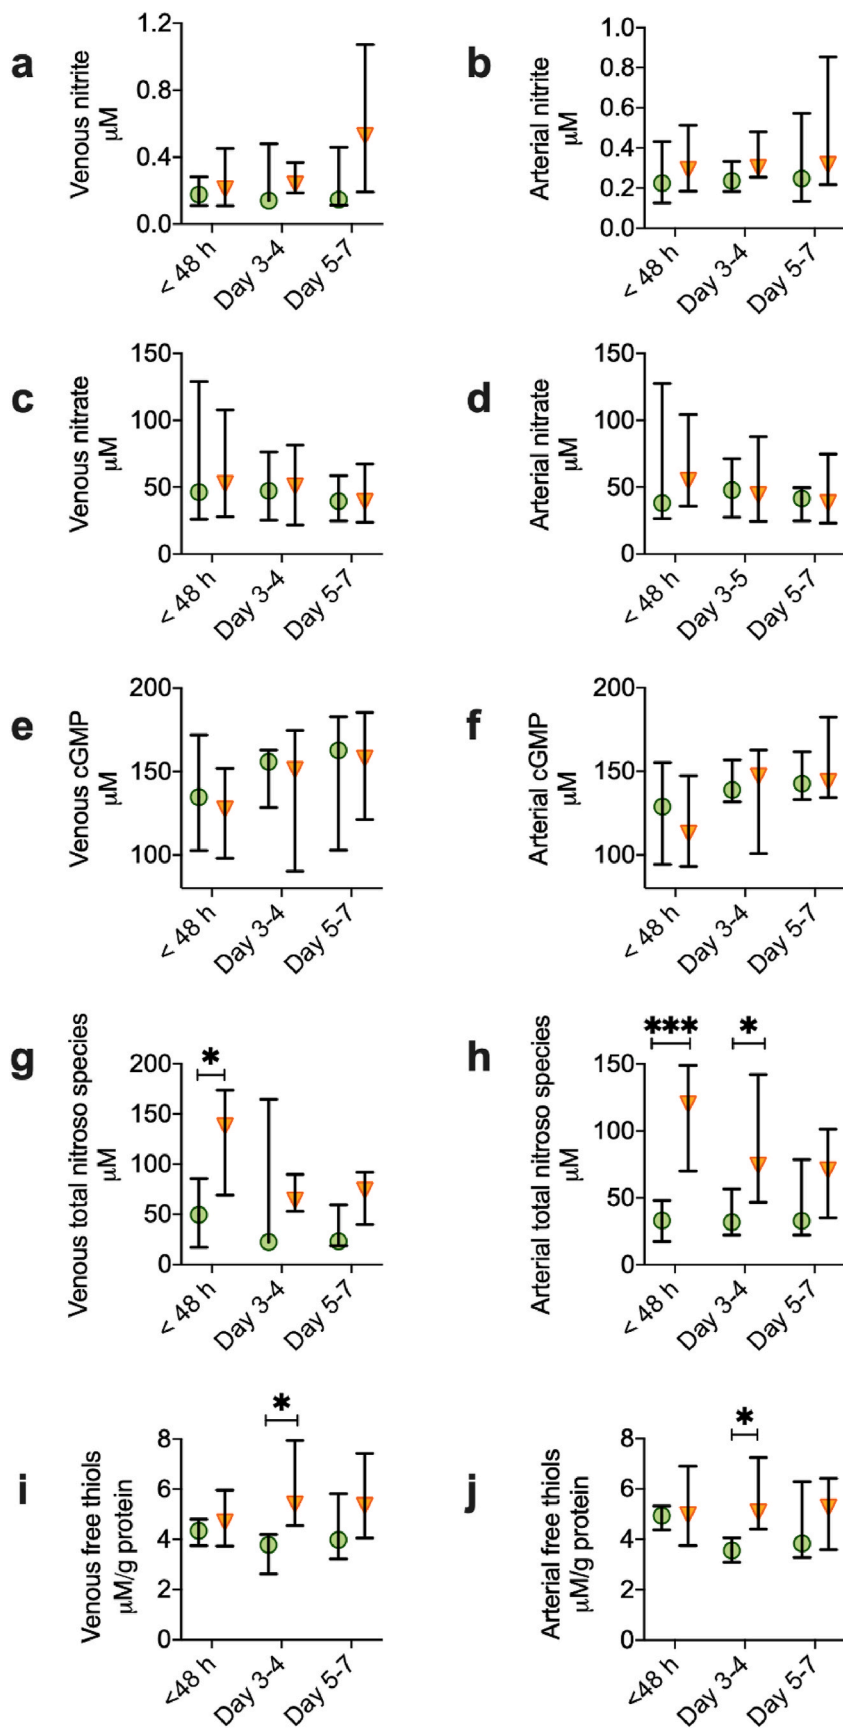 a
Venous nitrite
μM
1.2
0.8
0.4
0.0
< 48 h
Day 3-4
Day 5-7
b
Arterial nitrite
μM
1.0
0.8
0.6
0.4
0.2
0.0
< 48 h
Day 3-4
Day 5-7
c
Venous nitrate
μM
150
100
50
0
< 48 h
Day 3-4
Day 5-7
d
Arterial nitrate
μM
150
100
50
0
< 48 h
Day 3-5
Day 5-7
e
Venous cGMP
μM
200
150
100
< 48 h
Day 3-4
Day 5-7
f
Arterial cGMP
μM
200
150
100
< 48 h
Day 3-4
Day 5-7
g
Venous total nitroso species
μM
200
150
100
50
0
*
< 48 h
Day 3-4
Day 5-7
h
Arterial total nitroso species
μM
150
100
50
0
***
*
< 48 h
Day 3-4
Day 5-7
i
Venous free thiols
μM/g protein
8
6
4
2
0
*
<48 h
Day 3-4
Day 5-7
j
Arterial free thiols
μM/g protein
8
6
4
2
0
*
<48 h
Day 3-4
Day 5-7